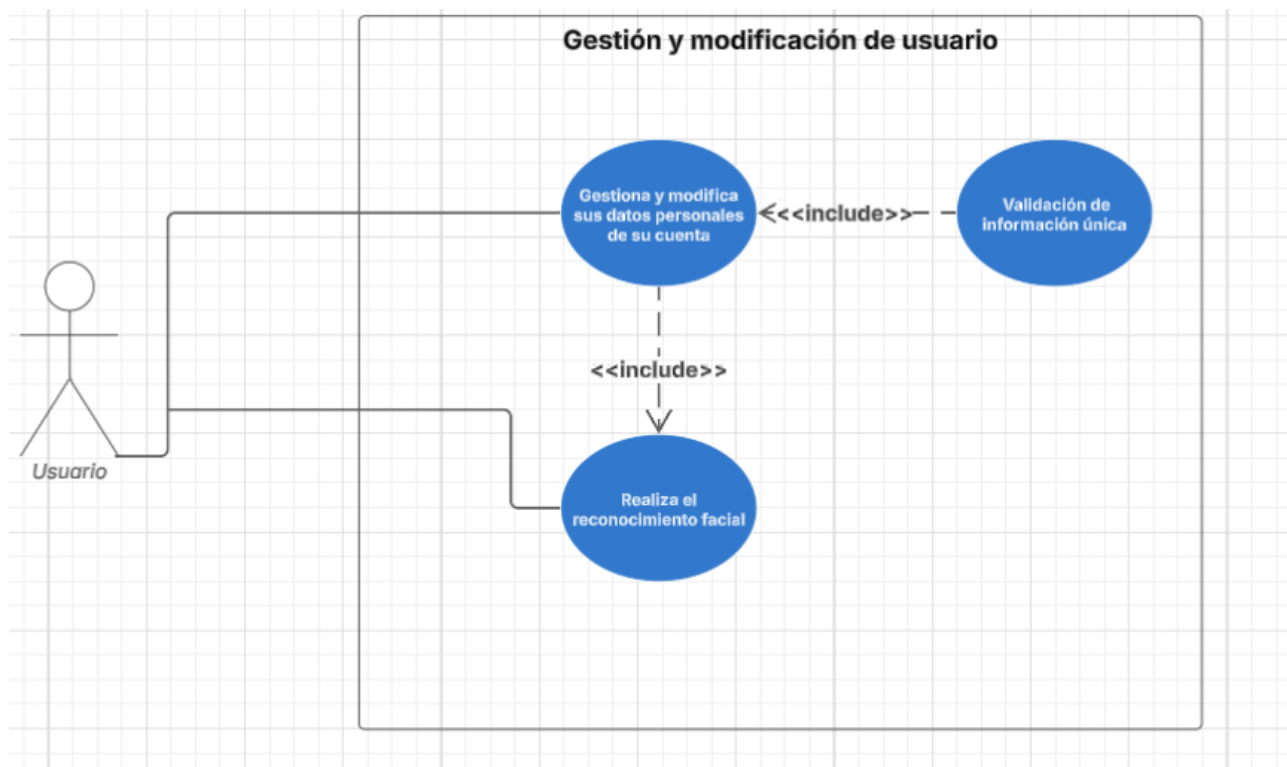 Gestión y modificación de usuario
Gestiona y modifica
sus datos personales
de su cuenta
<<include>>
Validación de
información única
<<include>>
Usuario
Realiza el
reconocimiento facial